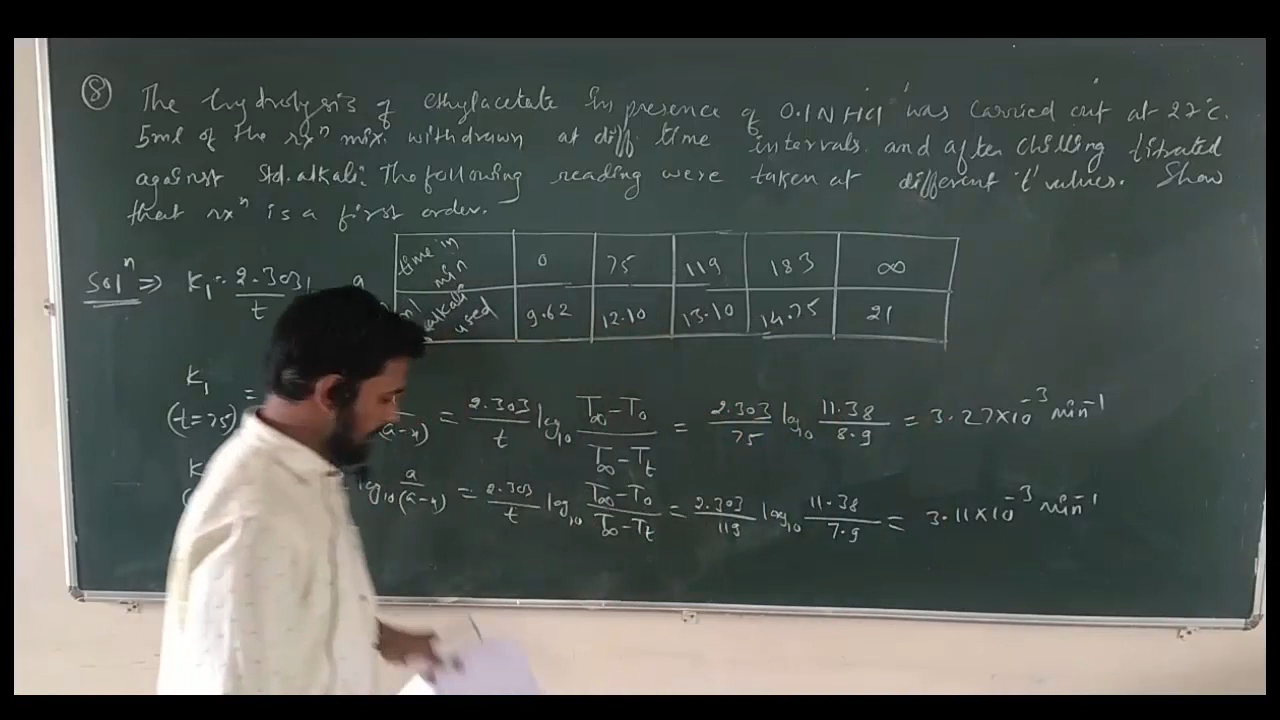 ⑧ The hydrolysis of ethylacetate in presence of 0.1N HCl was carried out at 27°c.
5ml of the rxⁿ mix. withdrawn at diff. time intervals and after chilling titrated
against std. alkali. The following reading were taken at different 't' values. Show
that rxⁿ is a first order.
time in min 0 75 119 183 ∞
ml alkali used 9.62 12.10 13.10 14.75 21
Solⁿ ⇒ K₁ = 2.303/t a
K₁ (t=75) = a/(a-x) = 2.303/t log₁₀ (T∞-T₀)/(T∞-Tt) = 2.303/75 log₁₀ 11.38/8.9 = 3.27×10⁻³ min⁻¹
K log₁₀ a/(a-x) = 2.303/t log₁₀ (T∞-T₀)/(T∞-Tt) = 2.303/119 log₁₀ 11.38/7.9 = 3.11×10⁻³ min⁻¹